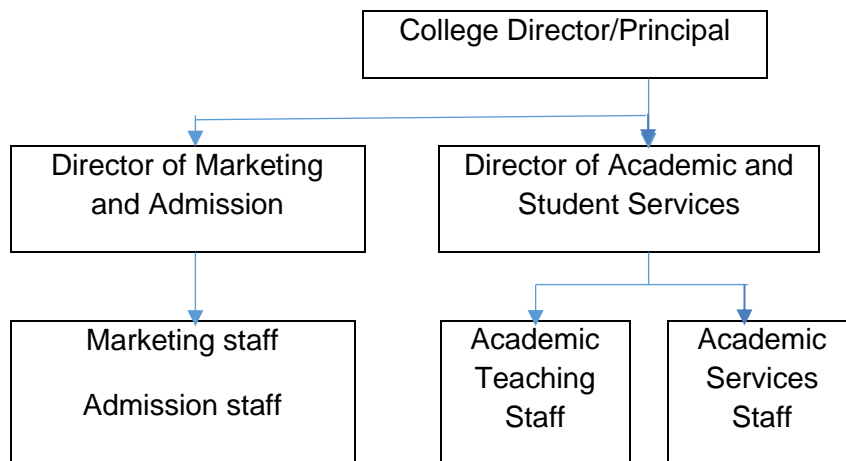 College Director/Principal
Director of Marketing
and Admission
Director of Academic and
Student Services
Marketing staff
Admission staff
Academic
Teaching
Staff
Academic
Services
Staff